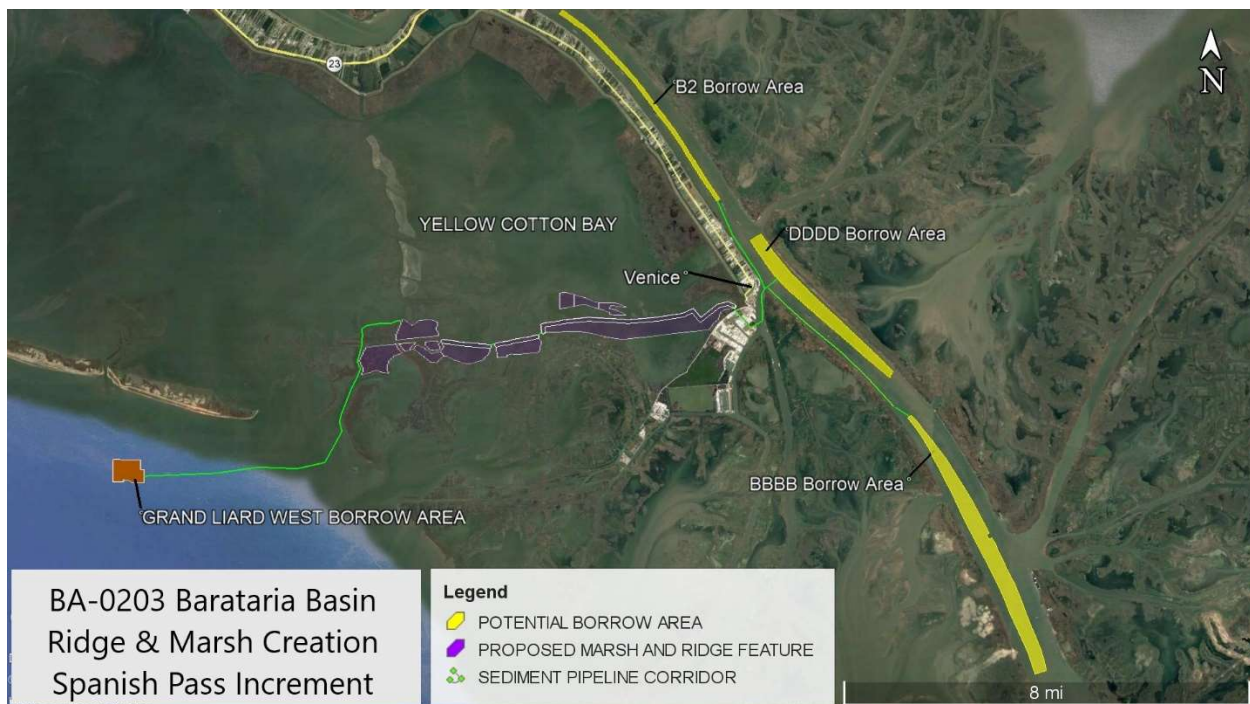 N
B2 Borrow Area
23
YELLOW COTTON BAY
DDDD Borrow Area
Venice
BBBB Borrow Area
GRAND LIARD WEST BORROW AREA
BA-0203 Barataria Basin
Ridge & Marsh Creation
Spanish Pass Increment
Legend
POTENTIAL BORROW AREA
PROPOSED MARSH AND RIDGE FEATURE
SEDIMENT PIPELINE CORRIDOR
8 mi